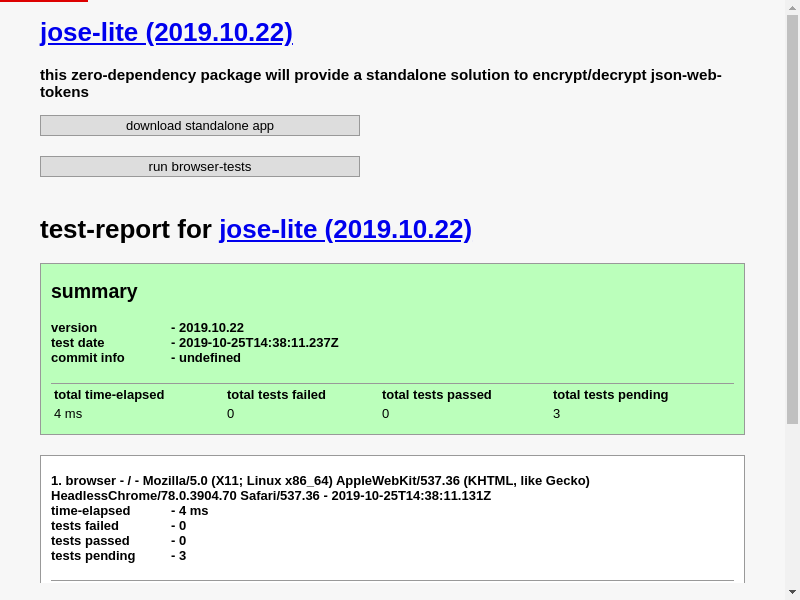 jose-lite (2019.10.22)
this zero-dependency package will provide a standalone solution to encrypt/decrypt json-web-
tokens
download standalone app
run browser-tests
test-report for jose-lite (2019.10.22)
summary
version - 2019.10.22
test date - 2019-10-25T14:38:11.237Z
commit info - undefined
total time-elapsed total tests failed total tests passed total tests pending
4 ms 0 0 3
1. browser - / - Mozilla/5.0 (X11; Linux x86_64) AppleWebKit/537.36 (KHTML, like Gecko)
HeadlessChrome/78.0.3904.70 Safari/537.36 - 2019-10-25T14:38:11.131Z
time-elapsed - 4 ms
tests failed - 0
tests passed - 0
tests pending - 3